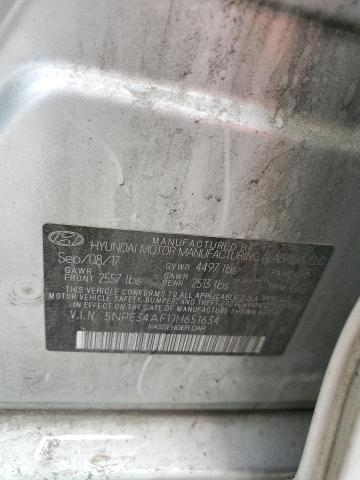 MANUFACTURED BY
HYUNDAI MOTOR MANUFACTURING ALABAMA, LLC
Sep/08/17 GVWR 4497 lbs
GAWR FRONT 2557 lbs GAWR REAR 2513 lbs
THIS VEHICLE CONFORMS TO ALL APPLICABLE U.S.A. FEDERAL
MOTOR VEHICLE SAFETY, BUMPER, AND THEFT PREVENTION
STANDARDS IN EFFECT ON THE DATE OF MANUFACTURE
V.I.N 5NPE34AF1JH651634
PASSENGER CAR